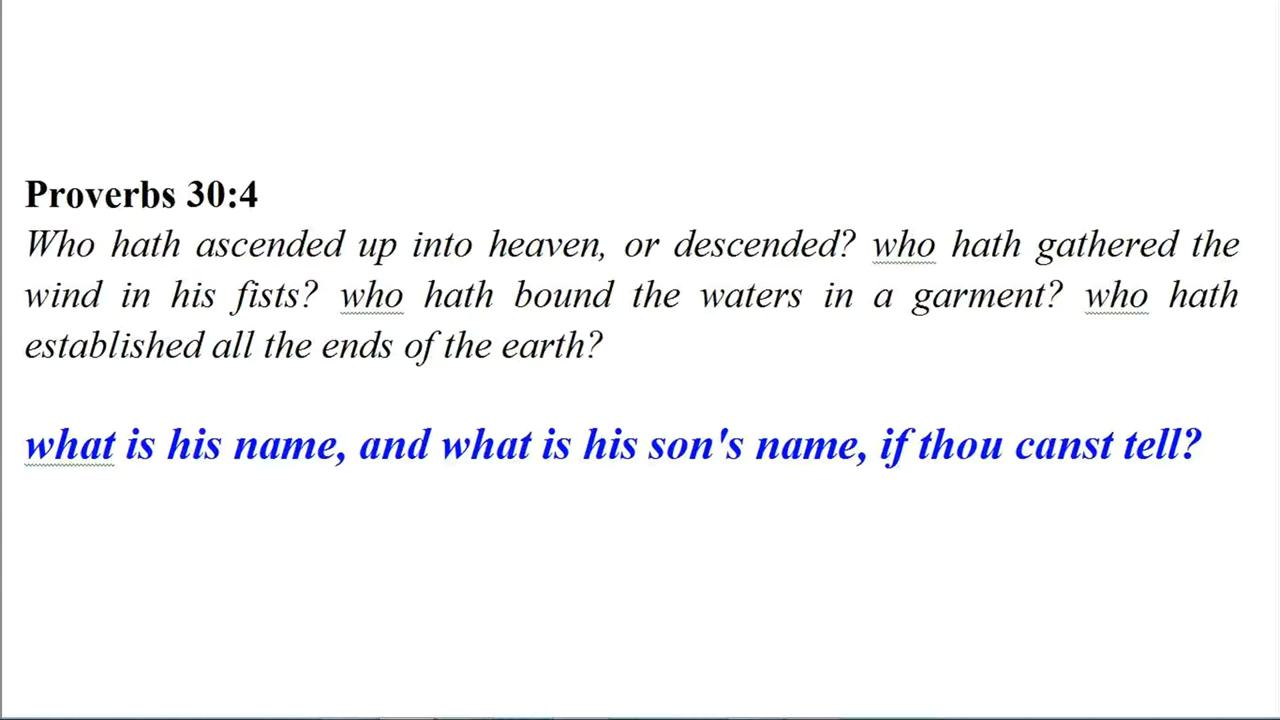 Proverbs 30:4
Who hath ascended up into heaven, or descended? who hath gathered the
wind in his fists? who hath bound the waters in a garment? who hath
established all the ends of the earth?
what is his name, and what is his son's name, if thou canst tell?